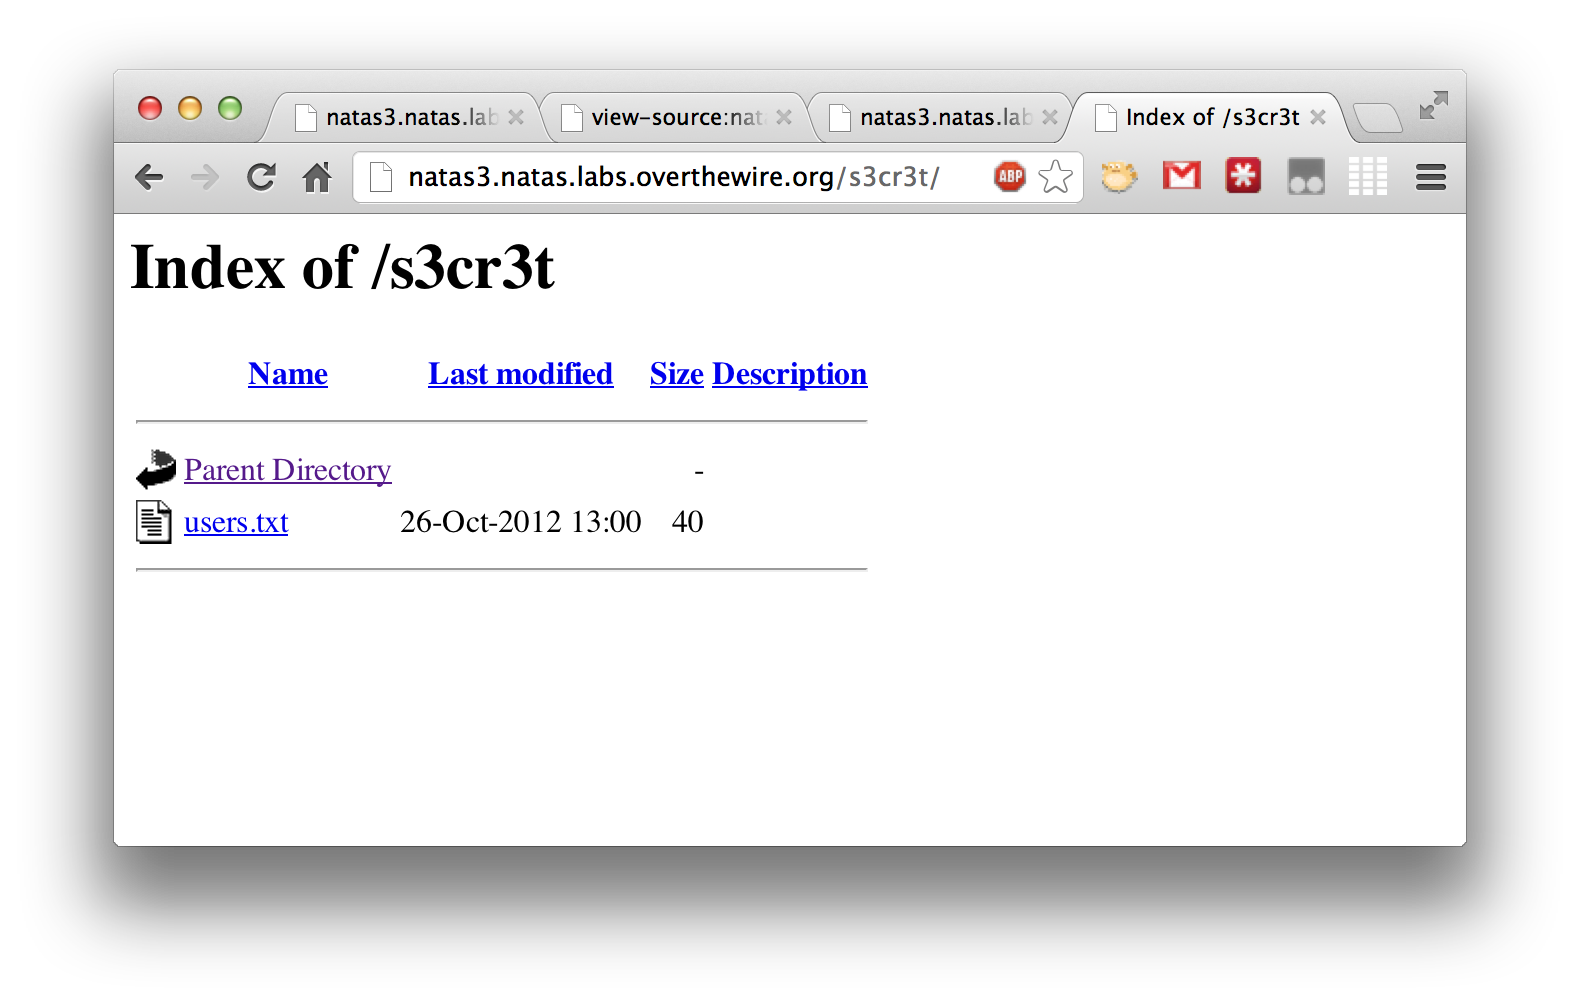 natas3.natas.lab
view-source:nat
natas3.natas.lab
Index of /s3cr3t
natas3.natas.labs.overthewire.org/s3cr3t/
ABP
Index of /s3cr3t
Name Last modified Size Description
Parent Directory -
users.txt 26-Oct-2012 13:00 40